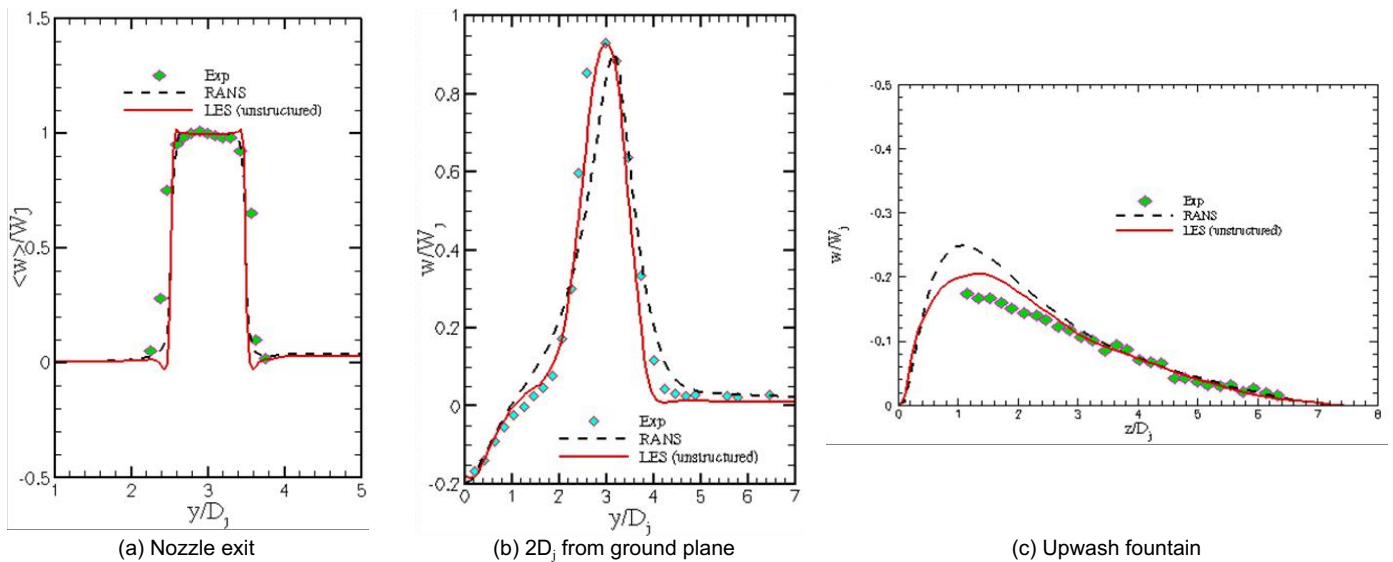 1.5
1
0.5
0
-0.5
<w>/Wj
Exp
RANS
LES (unstructured)
1 2 3 4 5
y/Dj
(a) Nozzle exit
1
0.8
0.6
0.4
0.2
0
-0.2
w/Wj
Exp
RANS
LES (unstructured)
0 1 2 3 4 5 6 7
y/Dj
(b) 2Dj from ground plane
-0.5
-0.4
-0.3
-0.2
-0.1
0
w/Wj
Exp
RANS
LES (unstructured)
0 1 2 3 4 5 6 7 8
z/Dj
(c) Upwash fountain